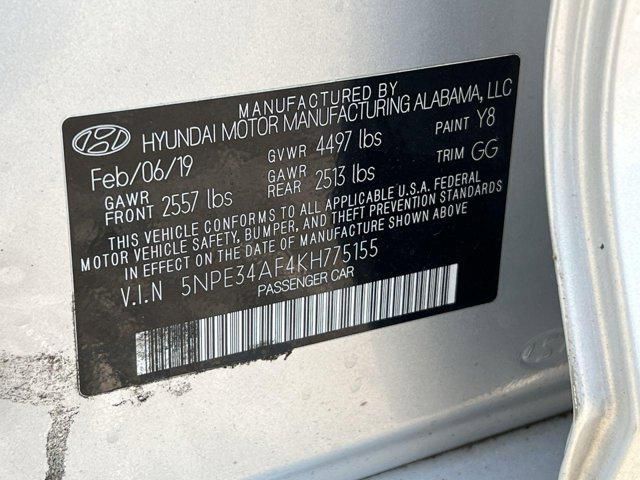 MANUFACTURED BY
HYUNDAI MOTOR MANUFACTURING ALABAMA, LLC
Feb/06/19 GVWR 4497 lbs PAINT Y8
GAWR FRONT 2557 lbs GAWR REAR 2513 lbs TRIM GG
THIS VEHICLE CONFORMS TO ALL APPLICABLE U.S.A. FEDERAL
MOTOR VEHICLE SAFETY, BUMPER, AND THEFT PREVENTION STANDARDS
IN EFFECT ON THE DATE OF MANUFACTURE SHOWN ABOVE
V.I.N 5NPE34AF4KH775155
PASSENGER CAR